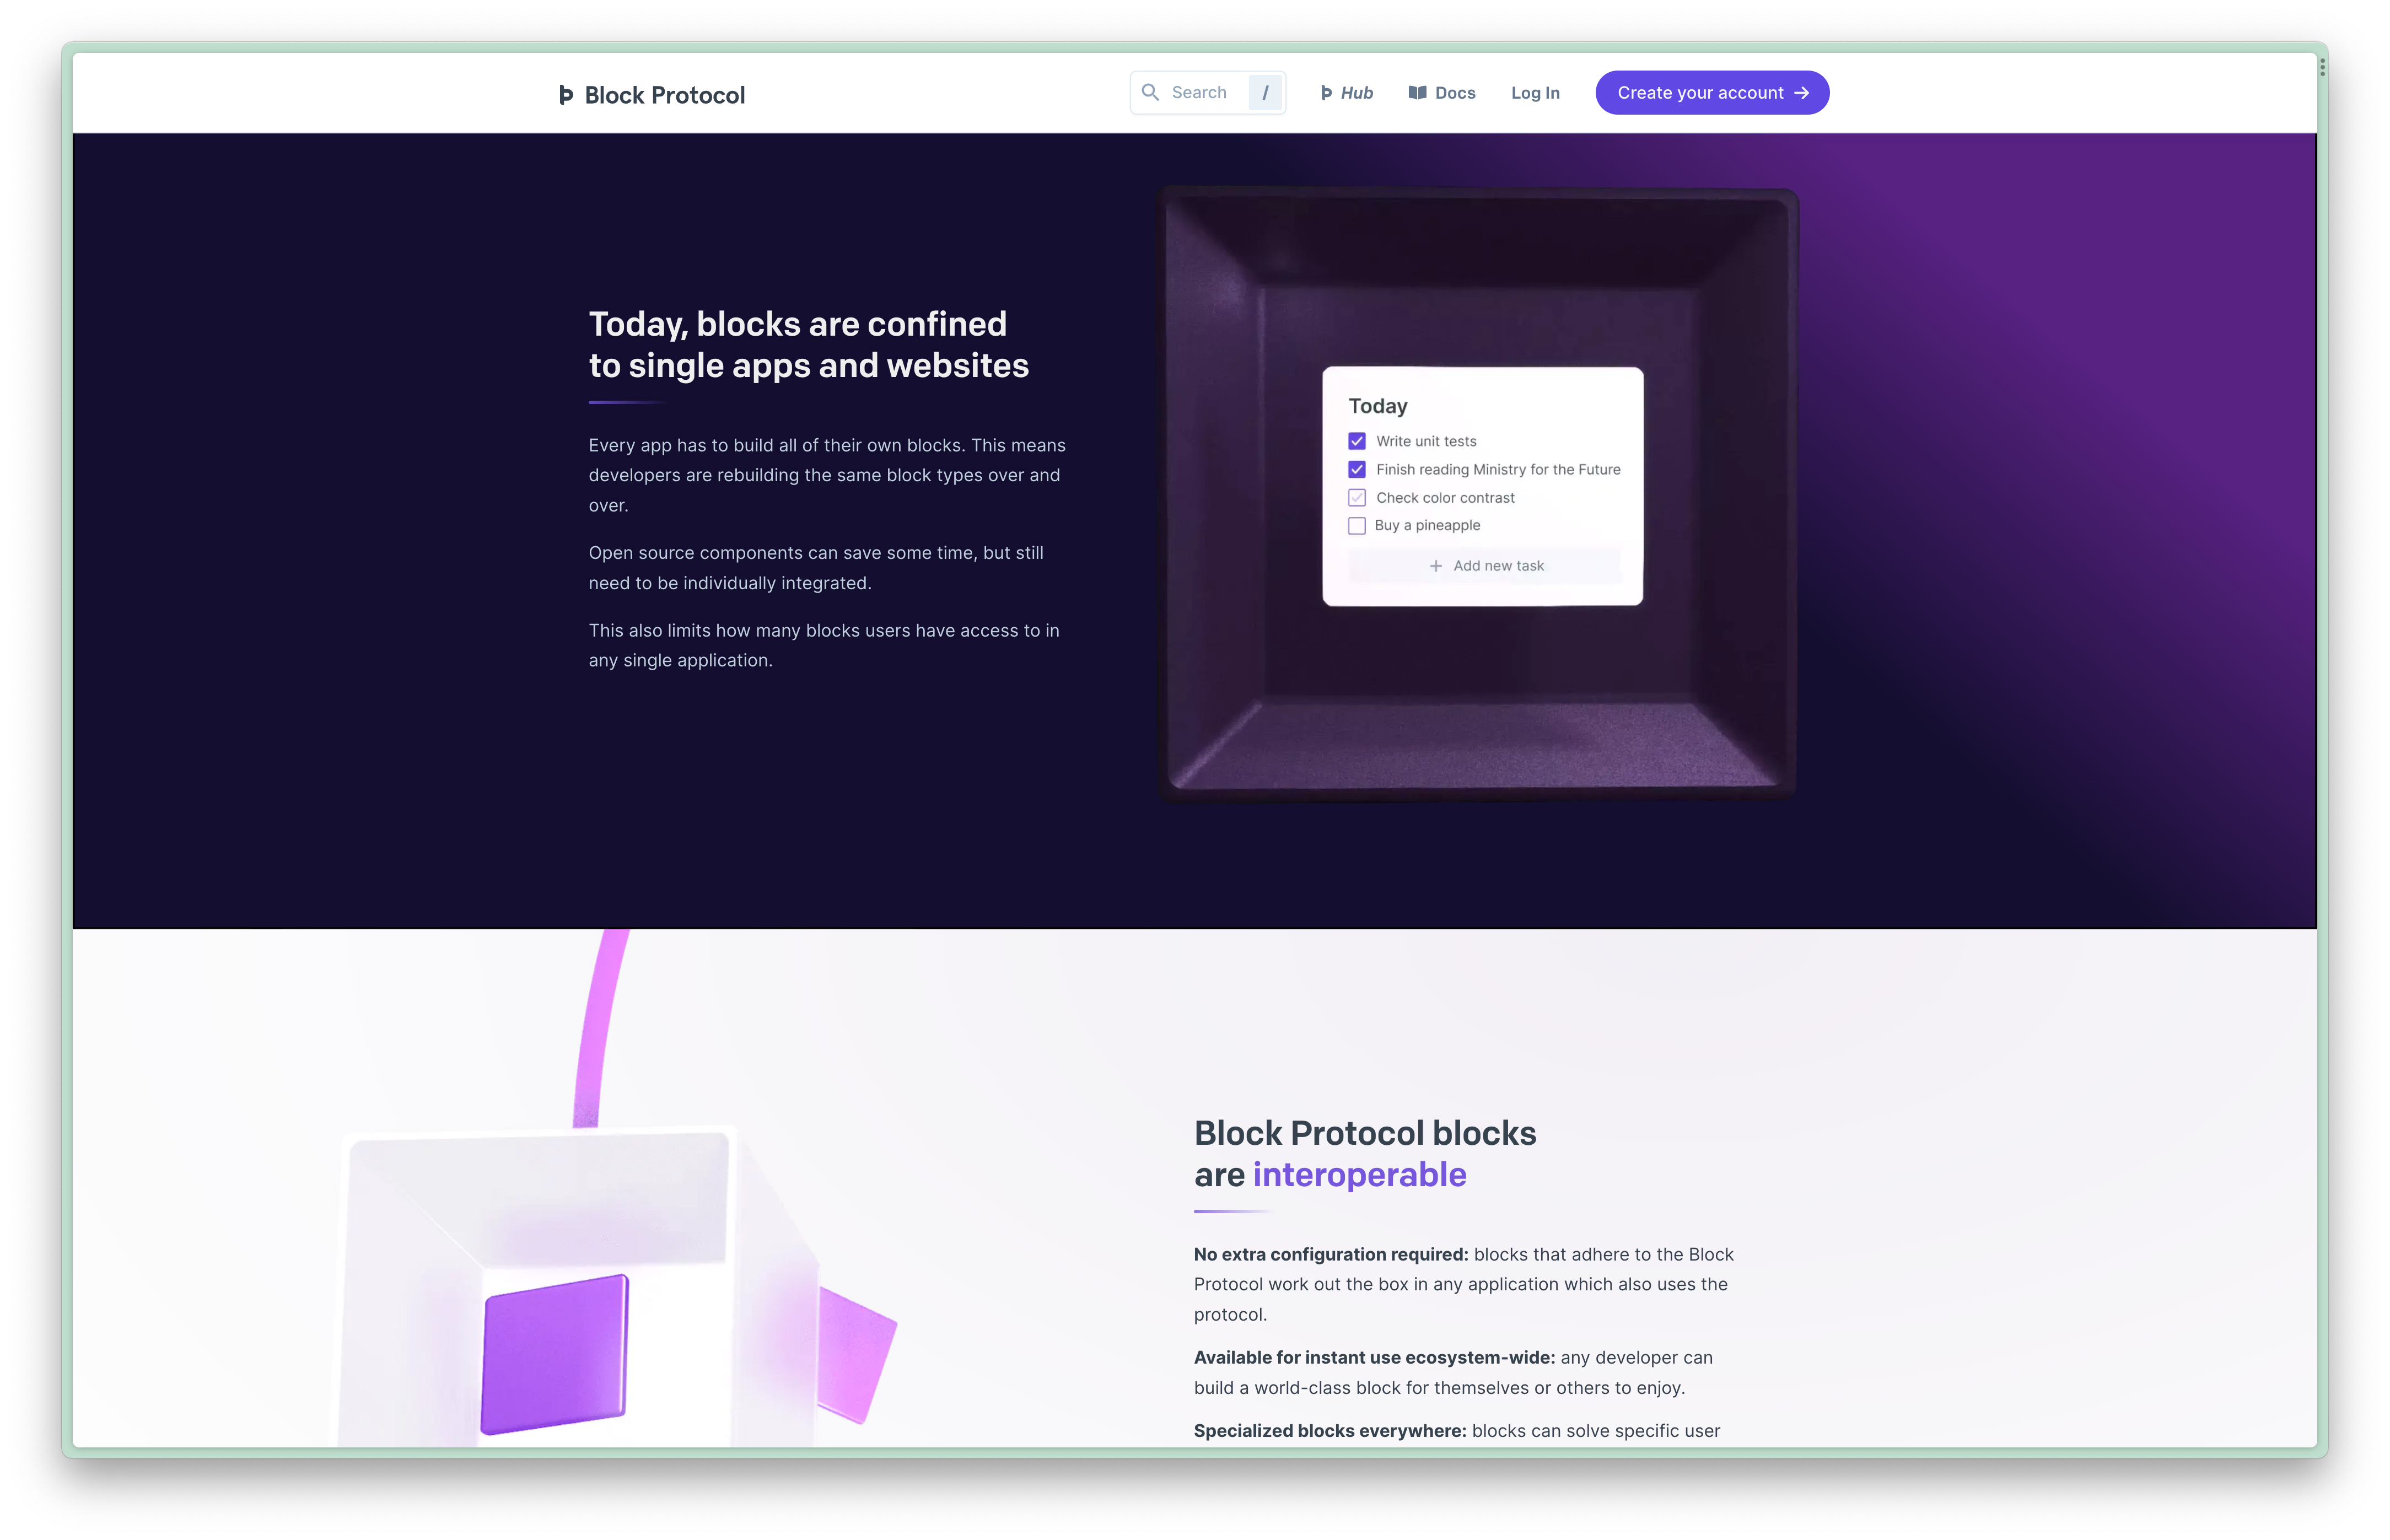 Block Protocol
Search /
Hub
Docs
Log In
Create your account
Today, blocks are confined
to single apps and websites
Every app has to build all of their own blocks. This means
developers are rebuilding the same block types over and
over.
Open source components can save some time, but still
need to be individually integrated.
This also limits how many blocks users have access to in
any single application.
Today
Write unit tests
Finish reading Ministry for the Future
Check color contrast
Buy a pineapple
+ Add new task
Block Protocol blocks
are interoperable
No extra configuration required: blocks that adhere to the Block
Protocol work out the box in any application which also uses the
protocol.
Available for instant use ecosystem-wide: any developer can
build a world-class block for themselves or others to enjoy.
Specialized blocks everywhere: blocks can solve specific user